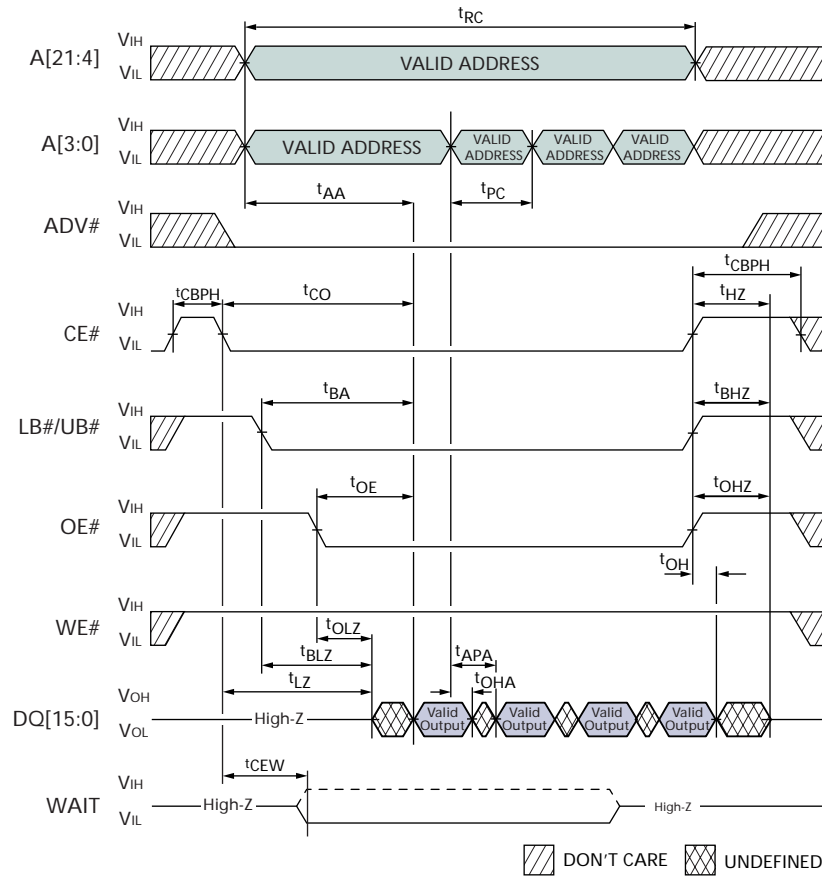 tRC
VIH
A[21:4]
VIL
VALID ADDRESS
VIH
A[3:0]
VIL
VALID ADDRESS
VALID
ADDRESS
VALID
ADDRESS
VALID
ADDRESS
tAA
tPC
VIH
ADV#
VIL
tCBPH
tCBPH
tCO
tHZ
VIH
CE#
VIL
tBA
tBHZ
VIH
LB#/UB#
VIL
tOE
tOHZ
VIH
OE#
VIL
tOH
VIH
WE#
VIL
tOLZ
tBLZ
tAPA
tLZ
tOHA
VOH
DQ[15:0]
VOL
High-Z
Valid
Output
Valid
Output
Valid
Output
Valid
Output
tCEW
VIH
WAIT
VIL
High-Z
High-Z
DON'T CARE
UNDEFINED